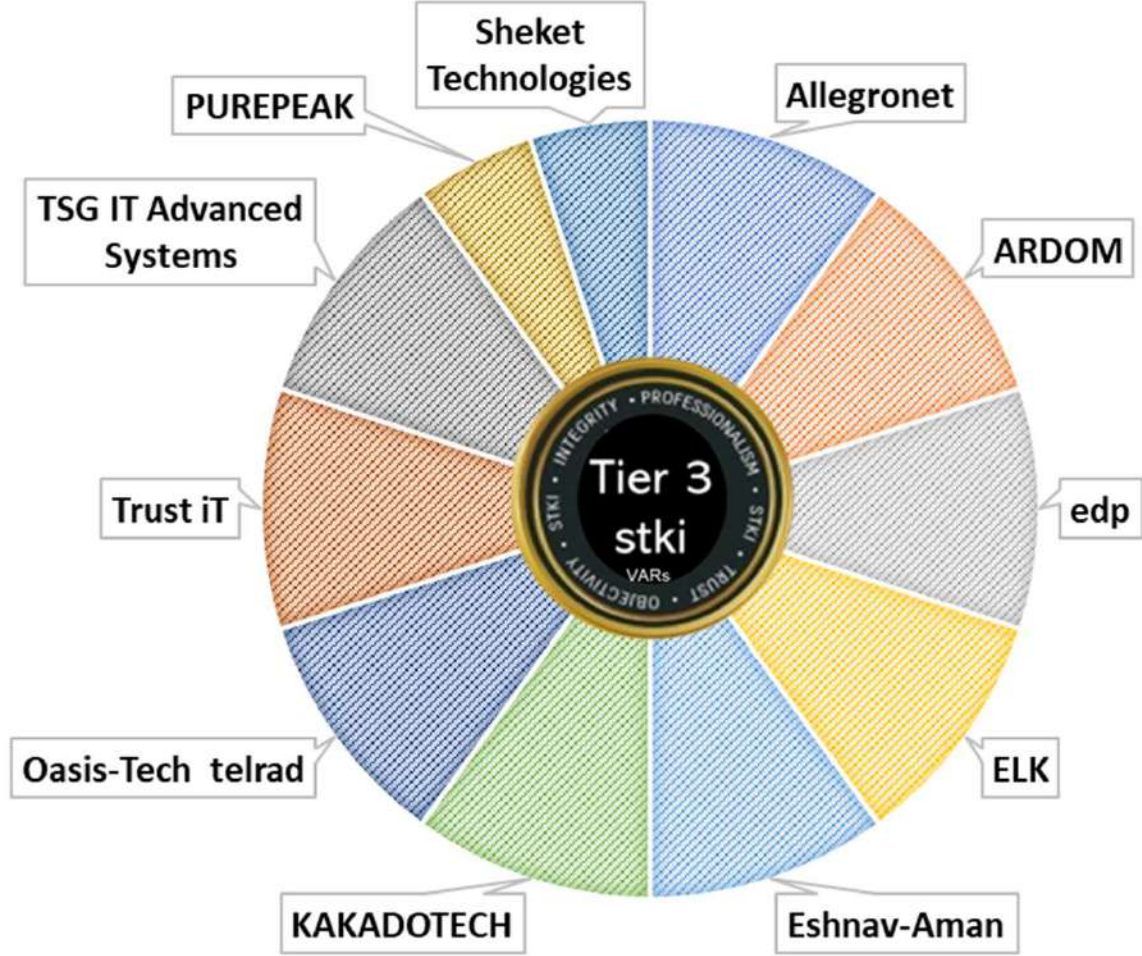 Sheket
Technologies
Allegronet
PUREPEAK
TSG IT Advanced
Systems
ARDOM
Trust iT
edp
Oasis-Tech telrad
ELK
KAKADOTECH
Eshnav-Aman
Tier 3
stki
VARs
INTEGRITY • PROFESSIONALISM • STKI • TRUST • OBJECTIVITY • STKI •